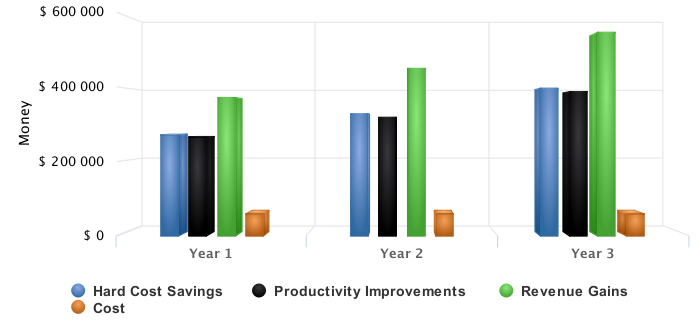 $ 600 000
$ 400 000
$ 200 000
$ 0
Money
Year 1 Year 2 Year 3
Hard Cost Savings Productivity Improvements Revenue Gains
Cost